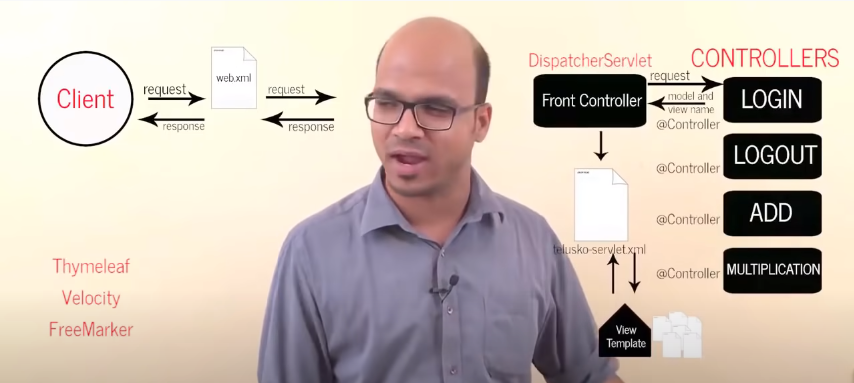 Client
request
response
web.xml
request
response
DispatcherServlet
Front Controller
request
model and
view name
CONTROLLERS
LOGIN
@Controller
LOGOUT
@Controller
ADD
@Controller
MULTIPLICATION
@Controller
telusko-servlet.xml
View
Template
Thymeleaf
Velocity
FreeMarker